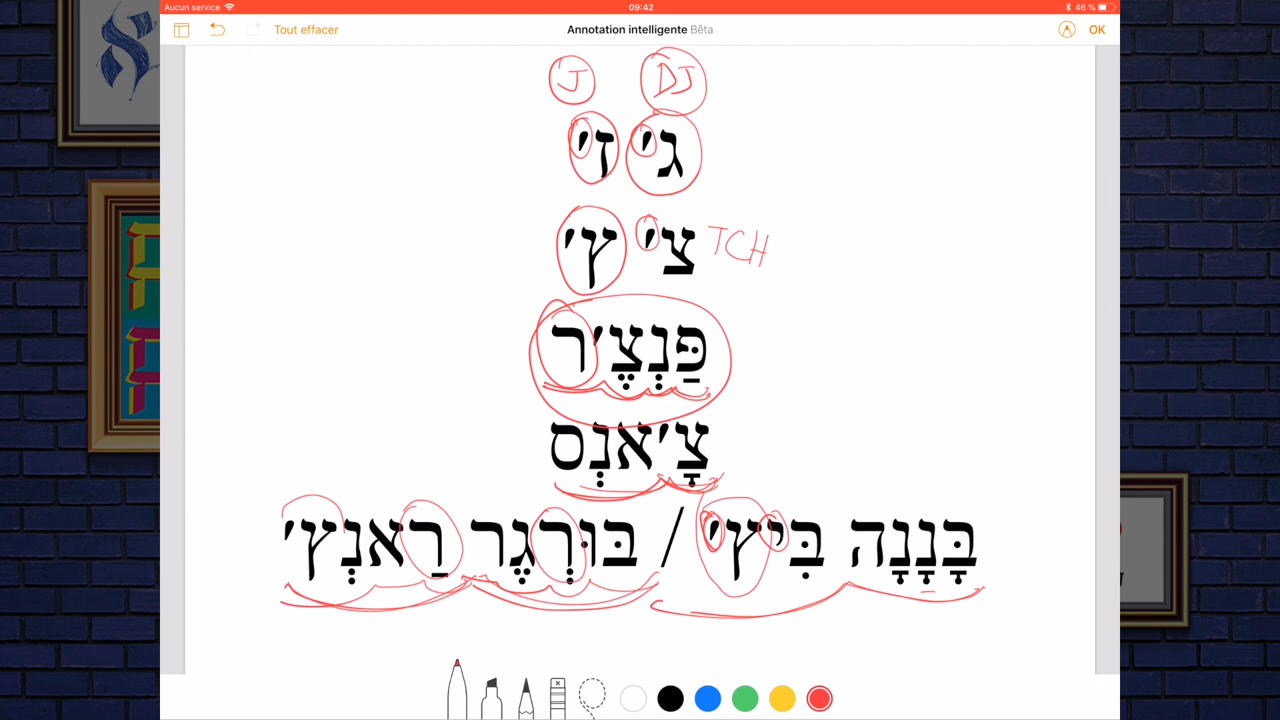 Aucun service 09:42 46 %
Tout effacer Annotation intelligente Bêta OK
J DJ
ג׳ ז׳
צ׳ ץ׳ TCH
פַּנְצֶ׳ר
צָ׳אנְס
בָּנָנָה בִּיץ׳ / בּוּרְגֶר רַאנְץ׳